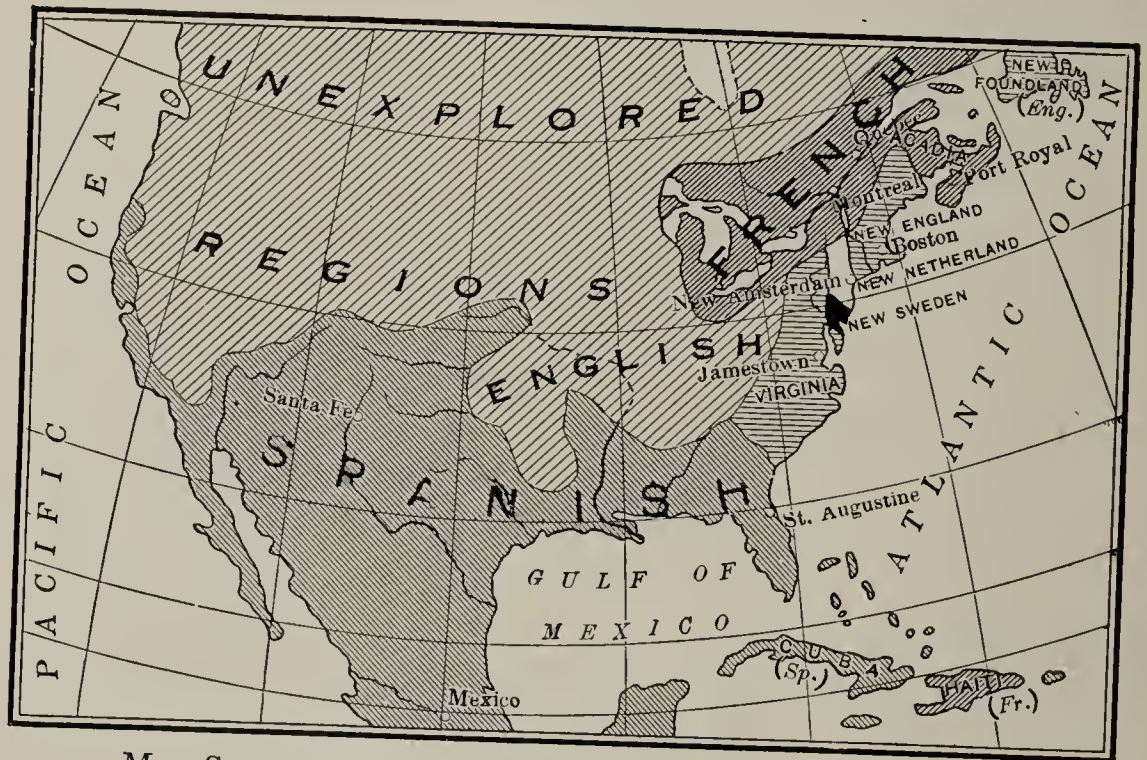 UNEXPLORED
REGIONS
FRENCH
ENGLISH
SPANISH
PACIFIC
OCEAN
ATLANTIC
OCEAN
NEW
FOUNDLAND
(Eng.)
Quebec
ACADIA
Port Royal
Montreal
NEW ENGLAND
Boston
NEW NETHERLAND
New Amsterdam
NEW SWEDEN
Jamestown
VIRGINIA
Santa Fe
St. Augustine
GULF OF
MEXICO
CUBA
(Sp.)
HAITI
(Fr.)
Mexico